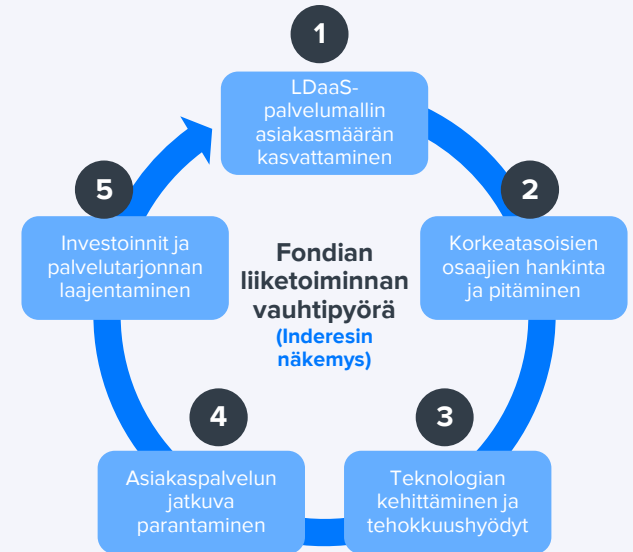 1
LDaaS-
palvelumallin
asiakasmäärän
kasvattaminen
2
Korkeatasoisien
osaajien hankinta
ja pitäminen
3
Teknologian
kehittäminen ja
tehokkuushyödyt
4
Asiakaspalvelun
jatkuva
parantaminen
5
Investoinnit ja
palvelutarjonnan
laajentaminen
Fondian
liiketoiminnan
vauhtipyörä
(Inderesin
näkemys)